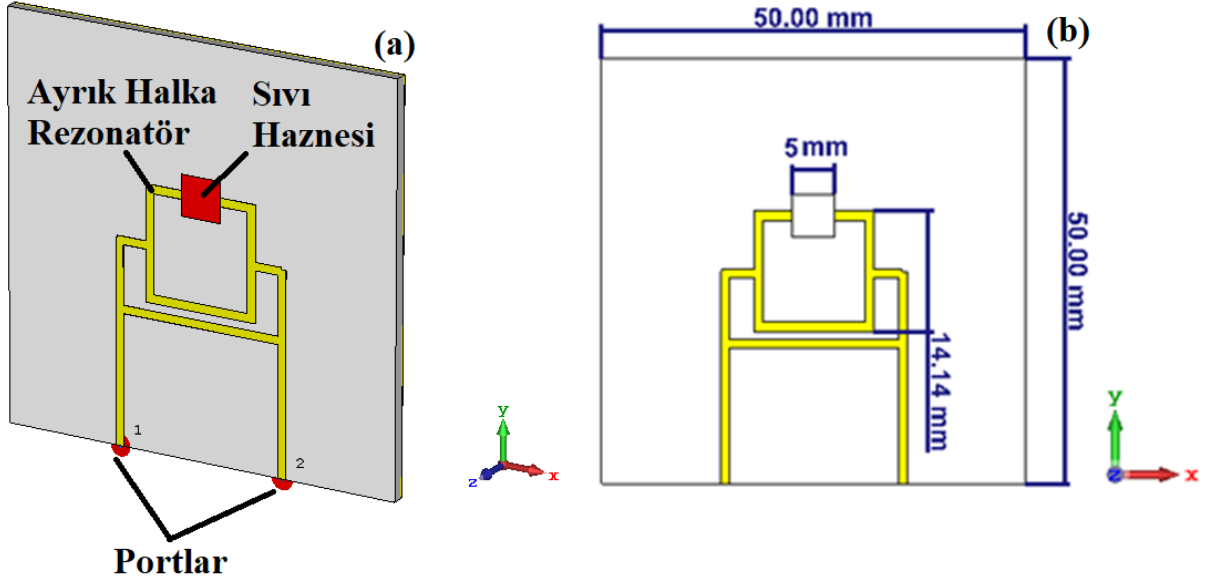 (a)
Ayrık Halka
Rezonatör
Sıvı
Haznesi
1
2
Portlar
y
x
z
50.00 mm
(b)
5 mm
50.00 mm
14.14 mm
y
z
x